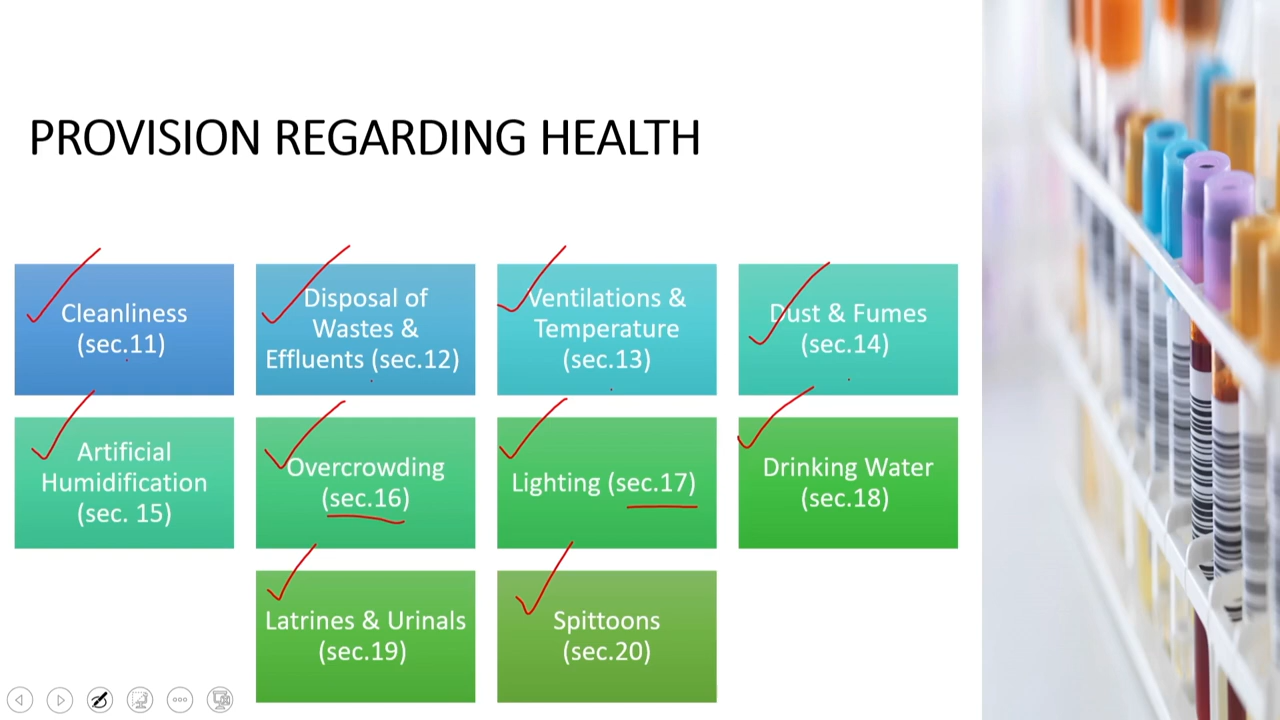 PROVISION REGARDING HEALTH
Cleanliness
(sec.11)
Disposal of
Wastes &
Effluents (sec.12)
Ventilations &
Temperature
(sec.13)
Dust & Fumes
(sec.14)
Artificial
Humidification
(sec. 15)
Overcrowding
(sec.16)
Lighting (sec.17)
Drinking Water
(sec.18)
Latrines & Urinals
(sec.19)
Spittoons
(sec.20)